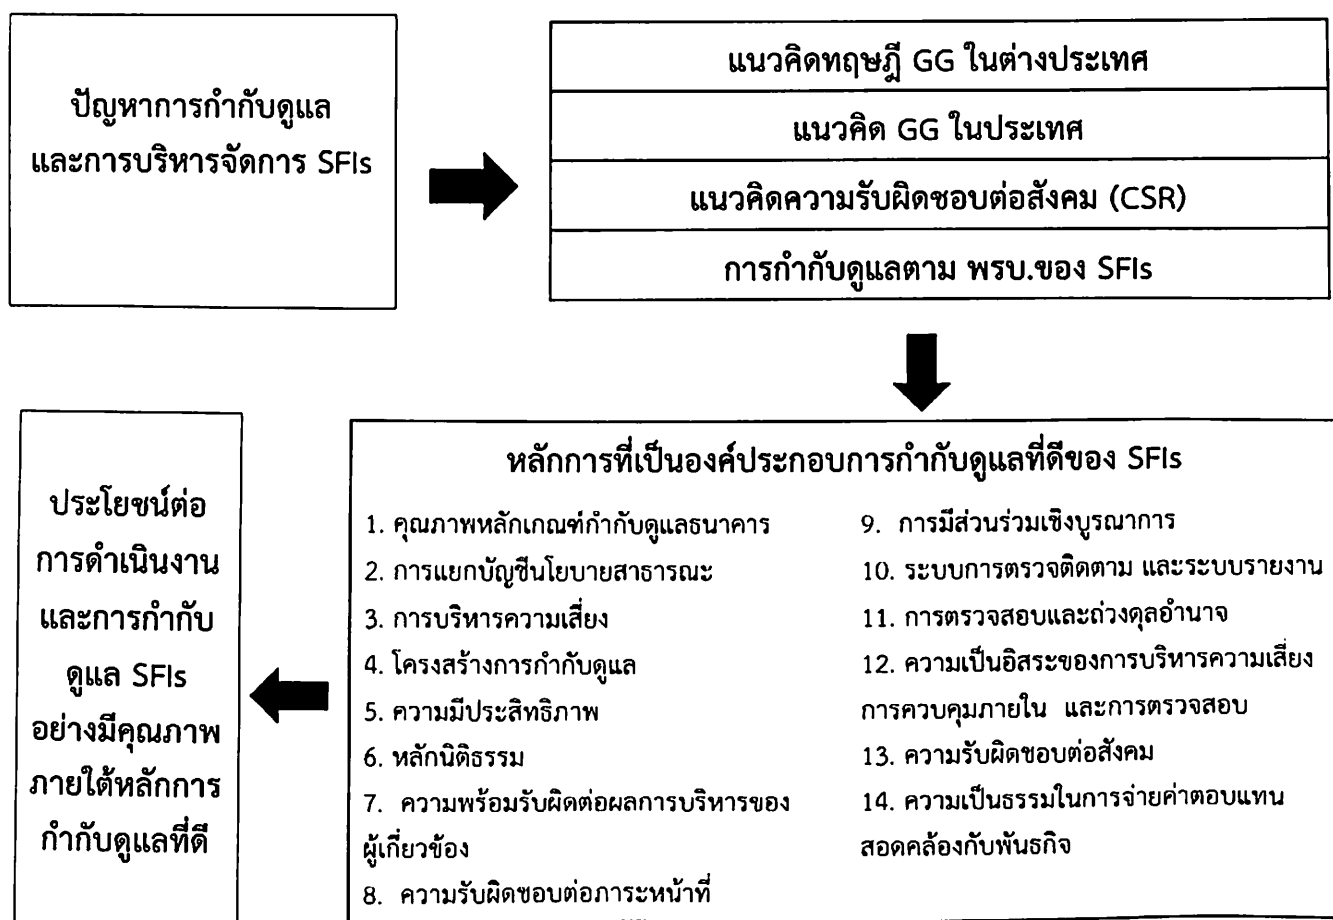 ปัญหาการกำกับดูแล
และการบริหารจัดการ SFIs
แนวคิดทฤษฎี GG ในต่างประเทศ
แนวคิด GG ในประเทศ
แนวคิดความรับผิดชอบต่อสังคม (CSR)
การกำกับดูแลตาม พรบ.ของ SFIs
หลักการที่เป็นองค์ประกอบการกำกับดูแลที่ดีของ SFIs
1. คุณภาพหลักเกณฑ์กำกับดูแลธนาคาร
2. การแยกบัญชีนโยบายสาธารณะ
3. การบริหารความเสี่ยง
4. โครงสร้างการกำกับดูแล
5. ความมีประสิทธิภาพ
6. หลักนิติธรรม
7. ความพร้อมรับผิดต่อผลการบริหารของ
ผู้เกี่ยวข้อง
8. ความรับผิดชอบต่อภาระหน้าที่
9. การมีส่วนร่วมเชิงบูรณาการ
10. ระบบการตรวจติดตาม และระบบรายงาน
11. การตรวจสอบและถ่วงดุลอำนาจ
12. ความเป็นอิสระของการบริหารความเสี่ยง
การควบคุมภายใน และการตรวจสอบ
13. ความรับผิดชอบต่อสังคม
14. ความเป็นธรรมในการจ่ายค่าตอบแทน
สอดคล้องกับพันธกิจ
ประโยชน์ต่อ
การดำเนินงาน
และการกำกับ
ดูแล SFIs
อย่างมีคุณภาพ
ภายใต้หลักการ
กำกับดูแลที่ดี